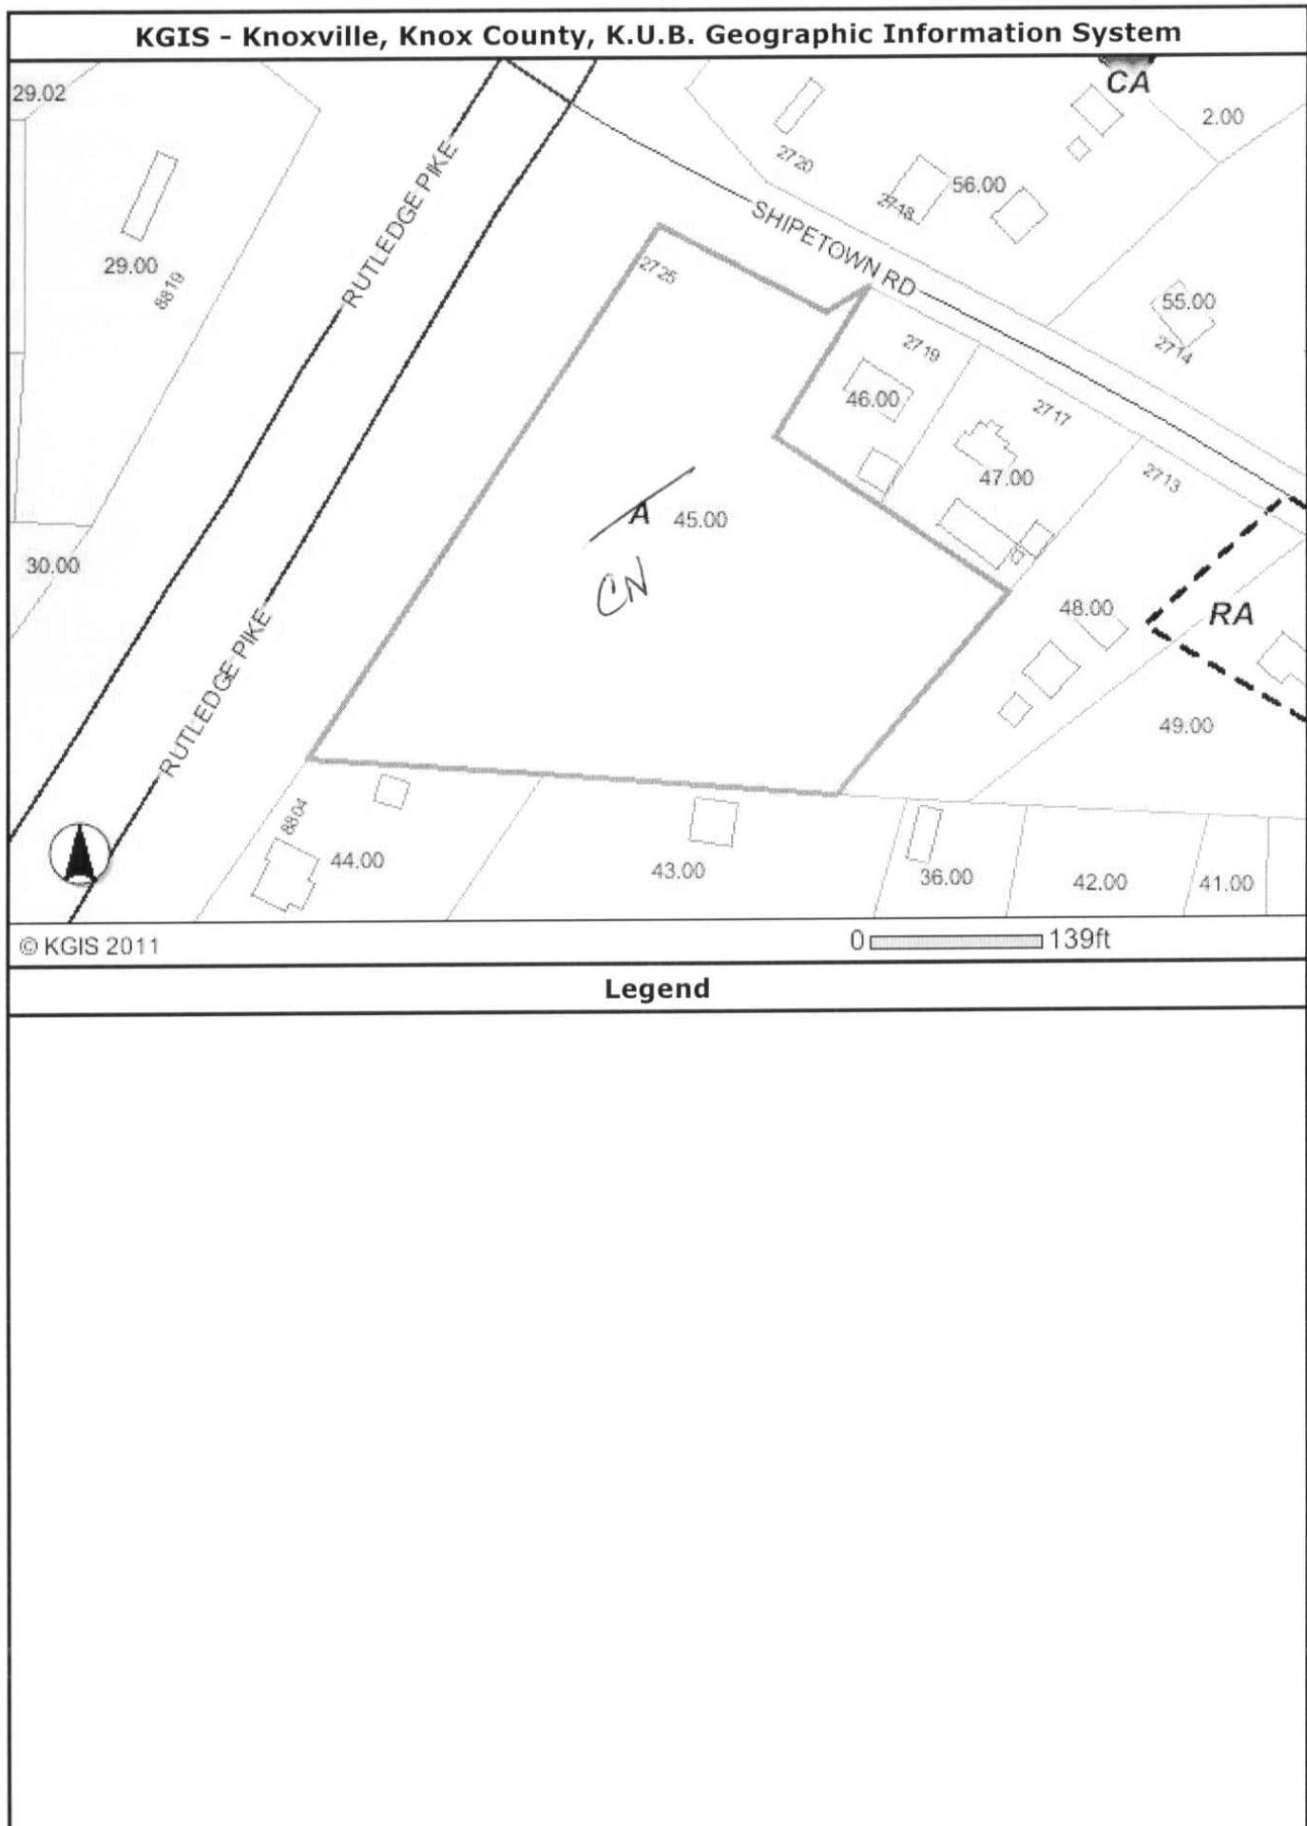 KGIS - Knoxville, Knox County, K.U.B. Geographic Information System
29.02
CA
2.00
2720
56.00
2748
RUTLEDGE PIKE
SHIPETOWN RD
29.00
8819
2725
55.00
2714
2719
46.00
2717
47.00
2713
A 45.00
CN
30.00
48.00
RA
RUTLEDGE PIKE
49.00
8804
44.00
43.00
36.00
42.00
41.00
© KGIS 2011
0 139ft
Legend